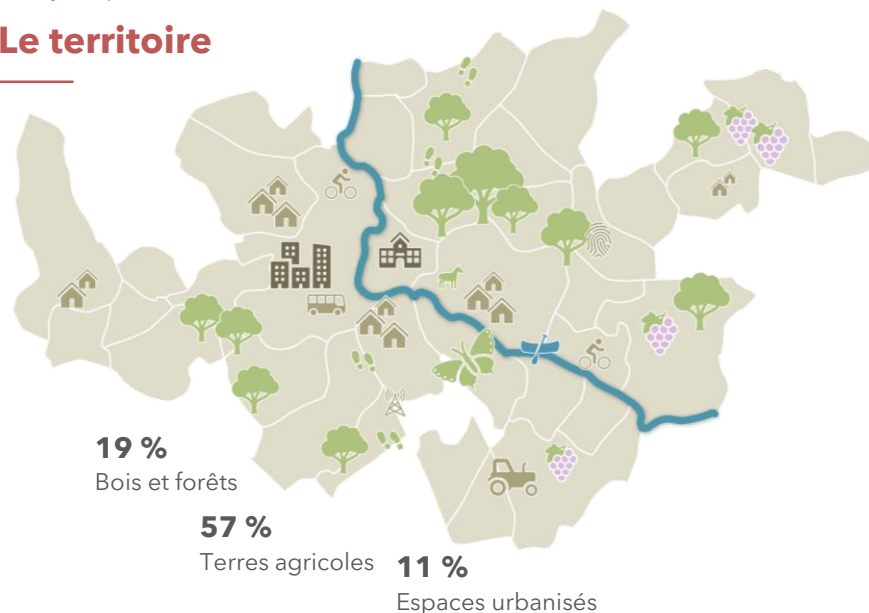 Le territoire
19 %
Bois et forêts
57 %
Terres agricoles
11 %
Espaces urbanisés